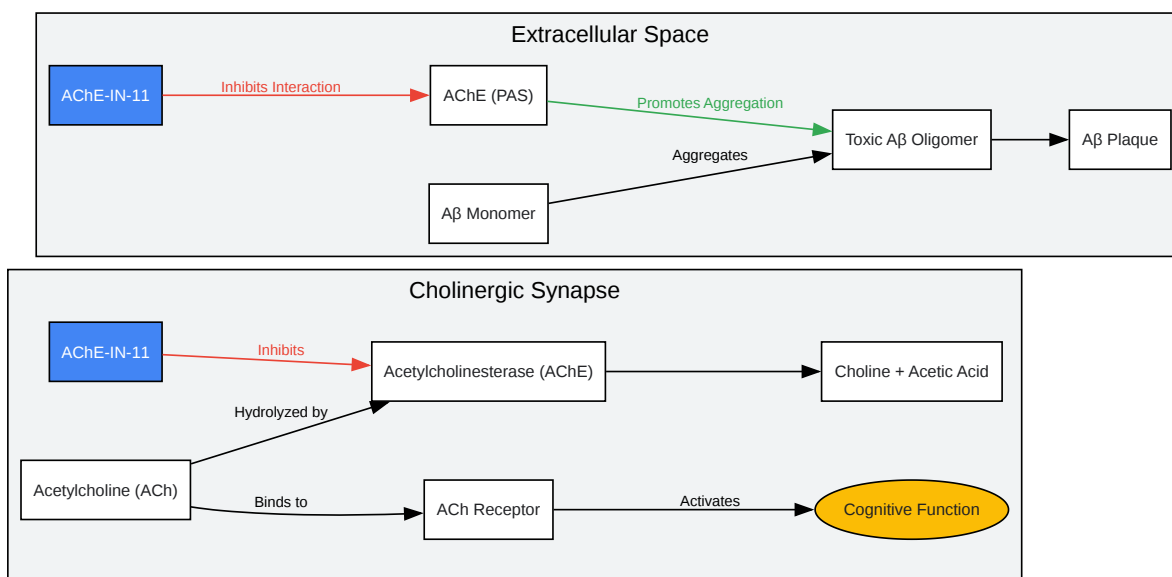 Extracellular Space
AChE-IN-11
Inhibits Interaction
AChE (PAS)
Promotes Aggregation
Aggregates
Toxic Aβ Oligomer
Aβ Plaque
Aβ Monomer
Cholinergic Synapse
AChE-IN-11
Inhibits
Acetylcholinesterase (AChE)
Choline + Acetic Acid
Hydrolyzed by
Acetylcholine (ACh)
Binds to
ACh Receptor
Activates
Cognitive Function